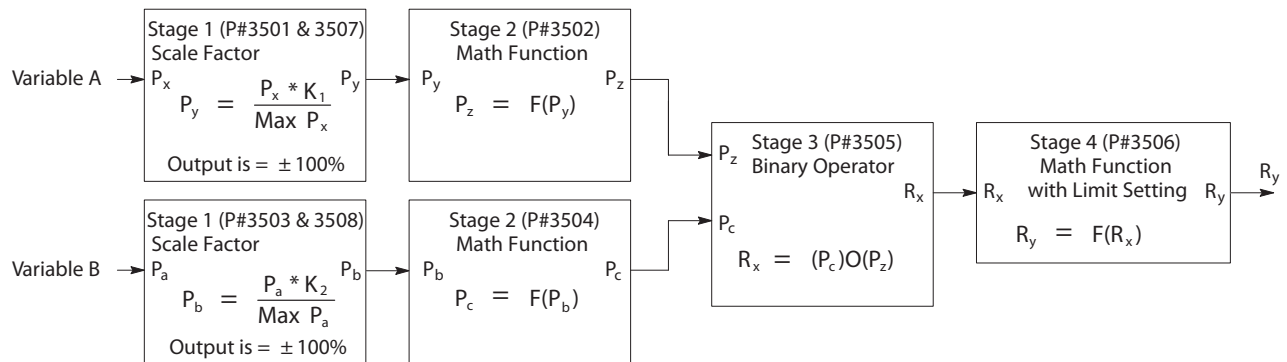 Variable A
Stage 1 (P#3501 & 3507)
Scale Factor
Px Py
Py = Px * K1 / Max Px
Output is = ± 100%
Stage 2 (P#3502)
Math Function
Py Pz
Pz = F(Py)
Variable B
Stage 1 (P#3503 & 3508)
Scale Factor
Pa Pb
Pb = Pa * K2 / Max Pa
Output is = ± 100%
Stage 2 (P#3504)
Math Function
Pb Pc
Pc = F(Pb)
Stage 3 (P#3505)
Binary Operator
Pz
Rx
Pc
Rx = (Pc)O(Pz)
Stage 4 (P#3506)
Math Function
with Limit Setting
Rx Ry
Ry = F(Rx)
Ry